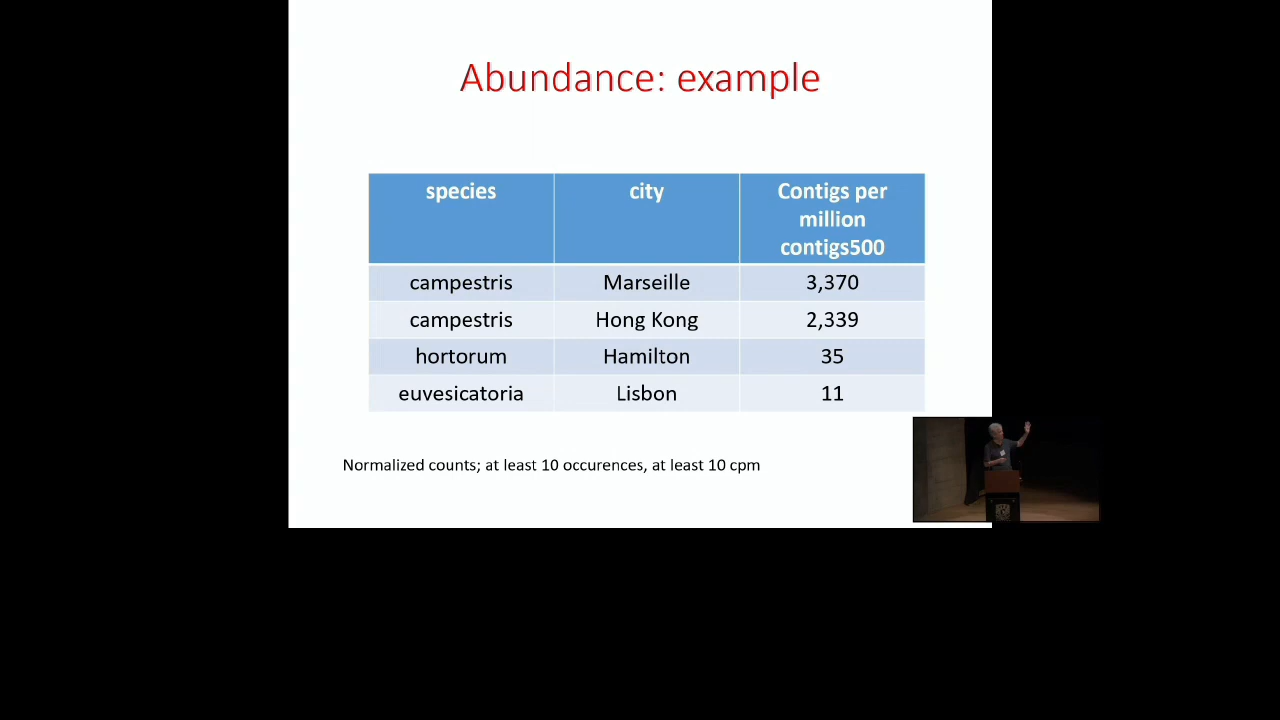 Abundance: example
species city Contigs per
million
contigs500
campestris Marseille 3,370
campestris Hong Kong 2,339
hortorum Hamilton 35
euvesicatoria Lisbon 11
Normalized counts; at least 10 occurences, at least 10 cpm